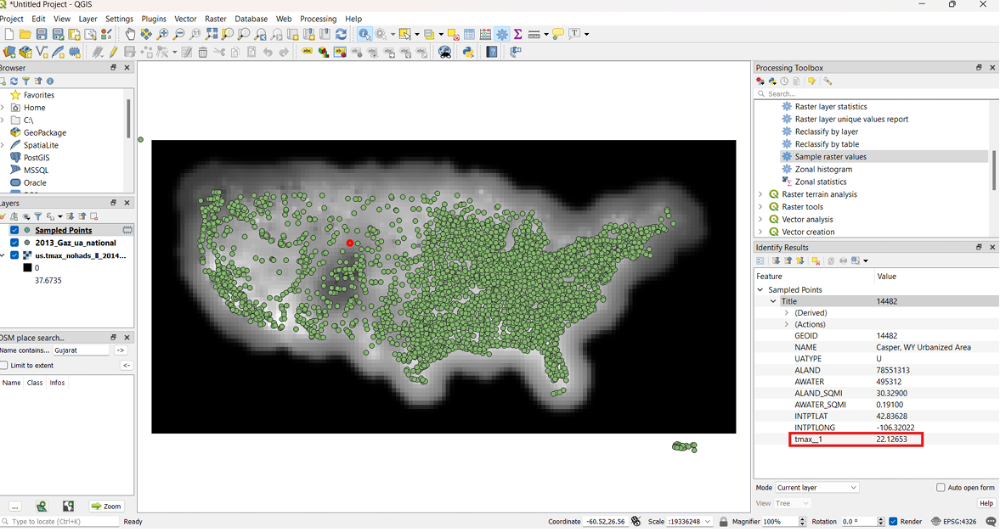 *Untitled Project - QGIS
Project Edit View Layer Settings Plugins Vector Raster Database Web Processing Help
Browser
Favorites
Home
C:\
GeoPackage
SpatiaLite
PostGIS
MSSQL
Oracle
Layers
Sampled Points
2013_Gaz_ua_national
us.tmax_nohads_ll_2014...
0
37.6735
OSM place search...
Name contains... Gujarat ->
Limit to extent <-
Name Class Infos
... Zoom
Processing Toolbox
Search...
Raster layer statistics
Raster layer unique values report
Reclassify by layer
Reclassify by table
Sample raster values
Zonal histogram
Zonal statistics
Raster terrain analysis
Raster tools
Vector analysis
Vector creation
Identify Results
Feature Value
Sampled Points
Title 14482
(Derived)
(Actions)
GEOID 14482
NAME Casper, WY Urbanized Area
UATYPE U
ALAND 78551313
AWATER 495312
ALAND_SQMI 30.32900
AWATER_SQMI 0.19100
INTPTLAT 42.83628
INTPTLONG -106.32022
tmax__1 22.12653
Mode Current layer Auto open form
View Tree Help
Type to locate (Ctrl+K) Ready Coordinate -60.52,26.56 Scale :19336248 Magnifier 100% Rotation 0.0 ° Render EPSG:4326